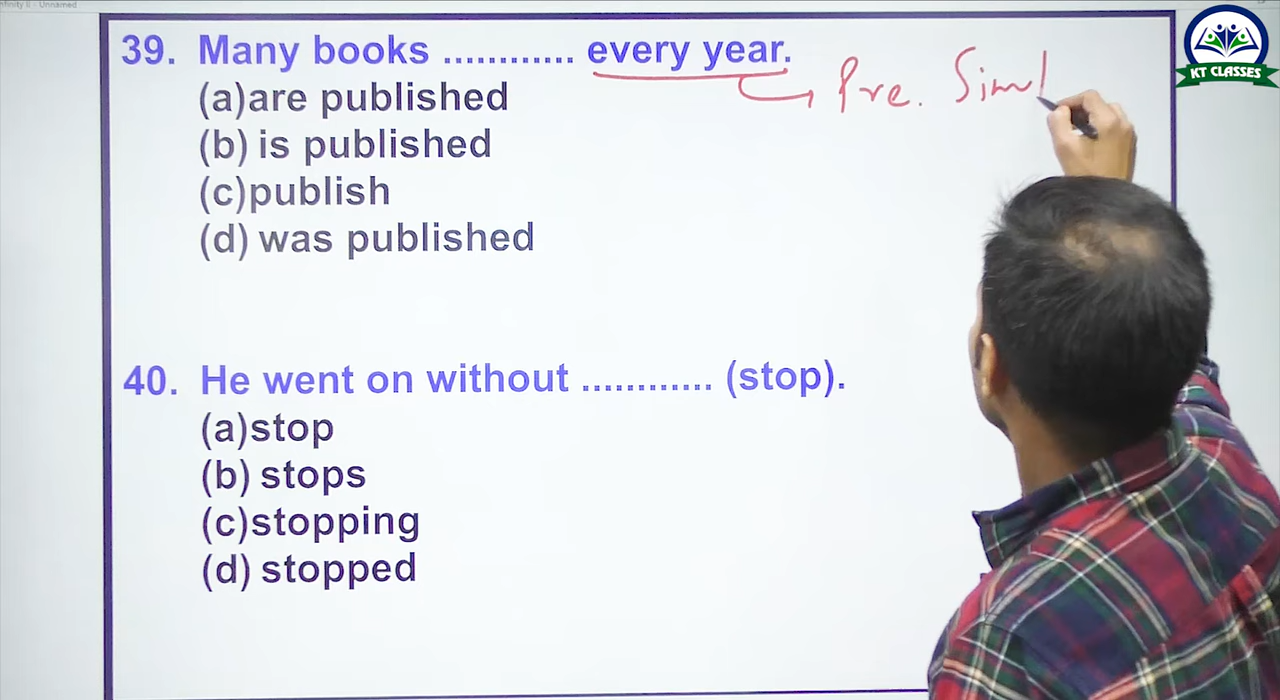 39. Many books ............ every year.
Pre. Simpl
(a)are published
(b) is published
(c)publish
(d) was published
40. He went on without ............ (stop).
(a)stop
(b) stops
(c)stopping
(d) stopped
KT CLASSES